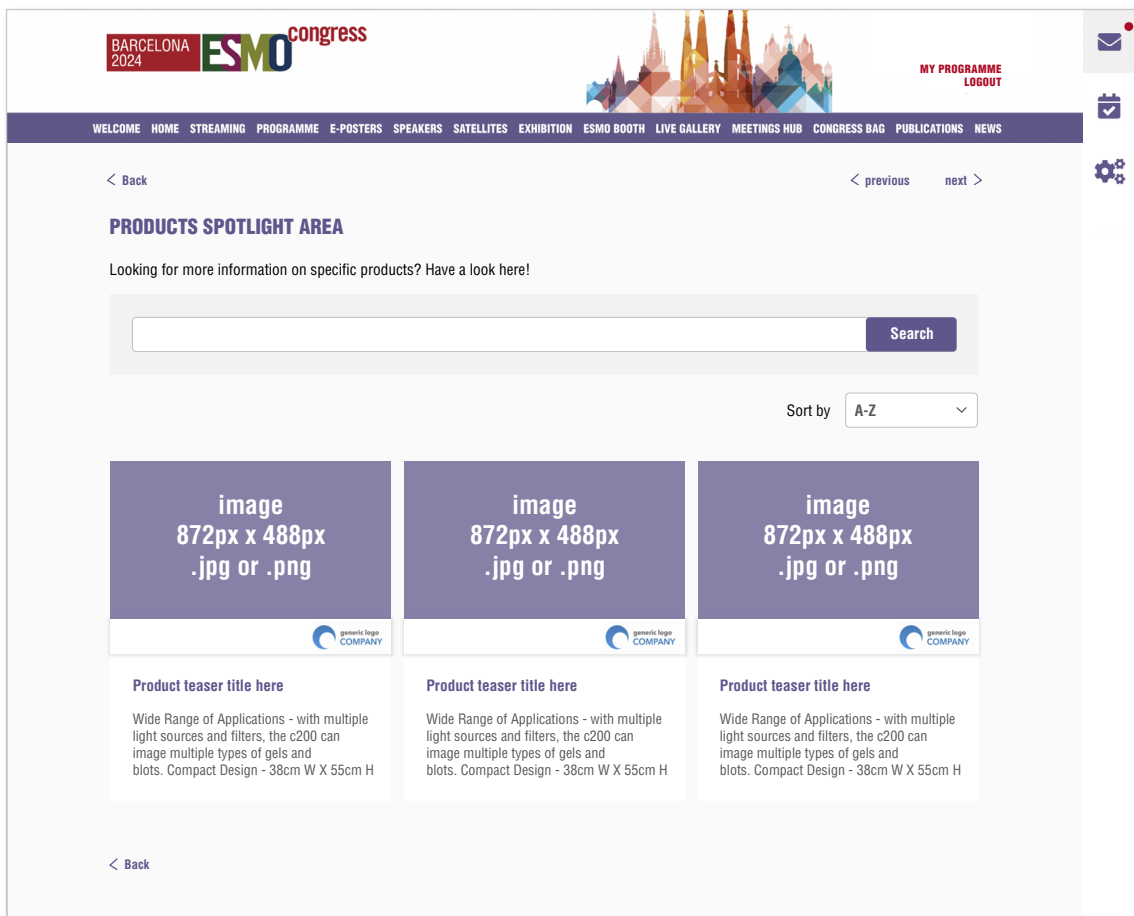 BARCELONA
2024
ESMO
congress
MY PROGRAMME
LOGOUT
WELCOME HOME STREAMING PROGRAMME E-POSTERS SPEAKERS SATELLITES EXHIBITION ESMO BOOTH LIVE GALLERY MEETINGS HUB CONGRESS BAG PUBLICATIONS NEWS
< Back
< previous next >
PRODUCTS SPOTLIGHT AREA
Looking for more information on specific products? Have a look here!
Search
Sort by A-Z
image
872px x 488px
.jpg or .png
generic logo
COMPANY
Product teaser title here
Wide Range of Applications - with multiple
light sources and filters, the c200 can
image multiple types of gels and
blots. Compact Design - 38cm W X 55cm H
image
872px x 488px
.jpg or .png
generic logo
COMPANY
Product teaser title here
Wide Range of Applications - with multiple
light sources and filters, the c200 can
image multiple types of gels and
blots. Compact Design - 38cm W X 55cm H
image
872px x 488px
.jpg or .png
generic logo
COMPANY
Product teaser title here
Wide Range of Applications - with multiple
light sources and filters, the c200 can
image multiple types of gels and
blots. Compact Design - 38cm W X 55cm H
< Back